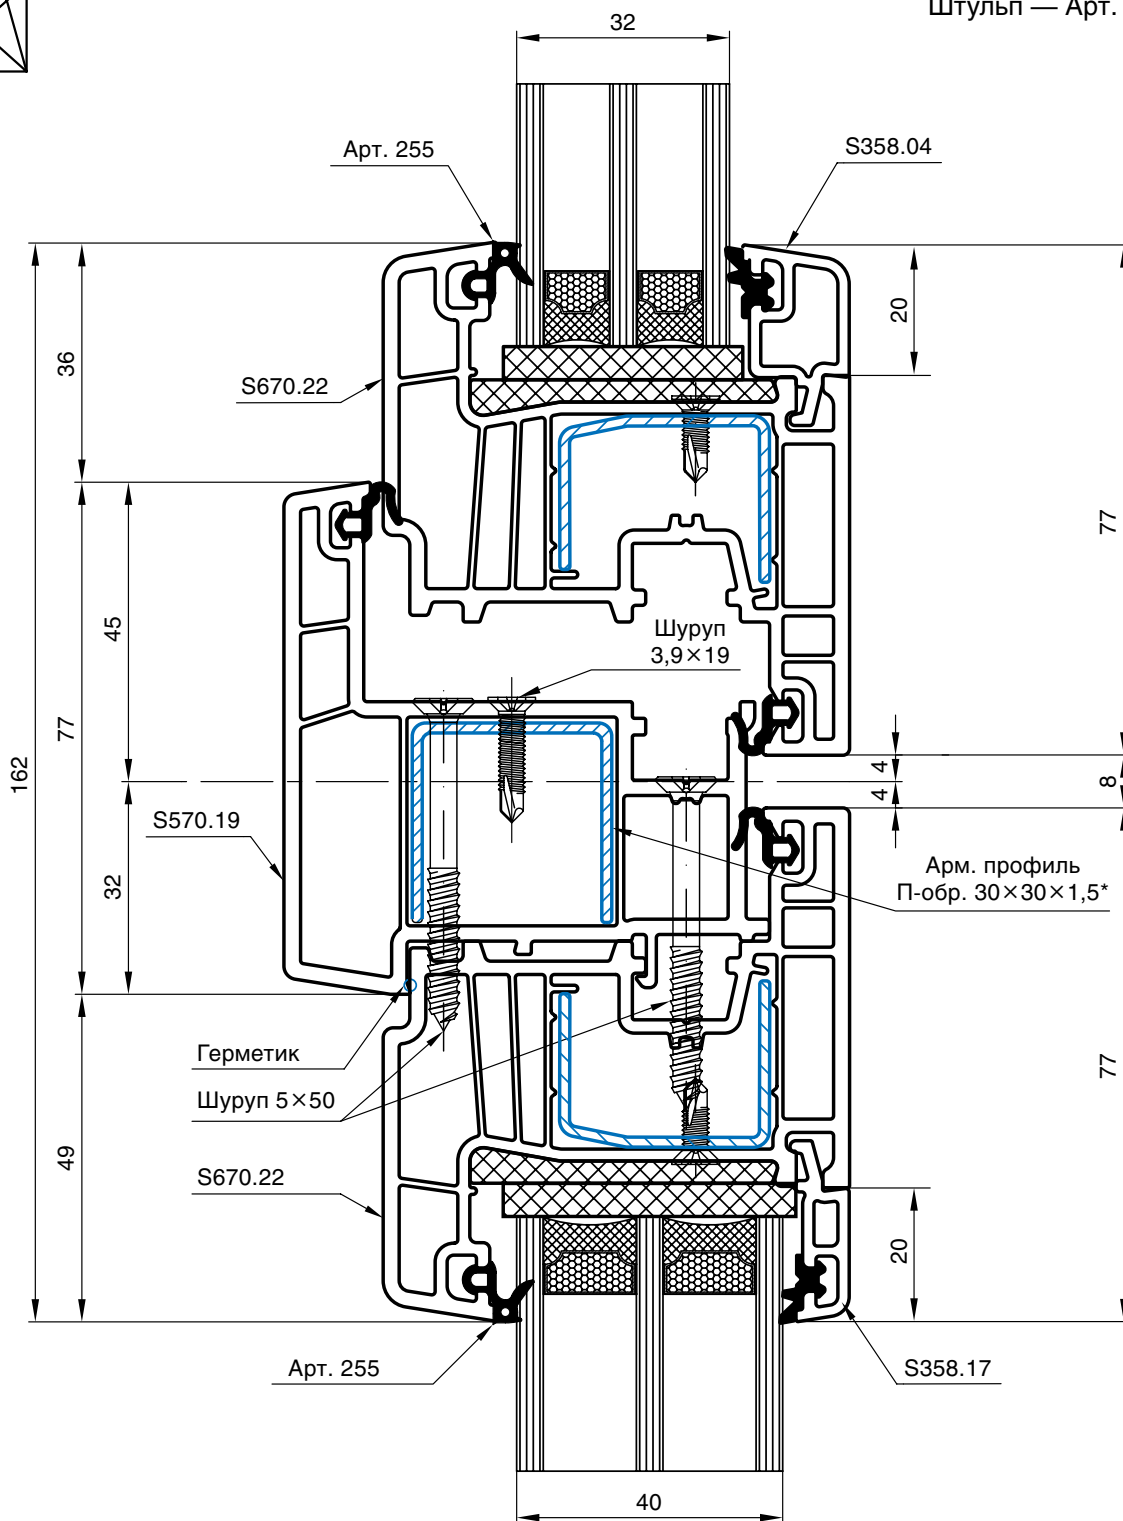 Штульп — Арт.
32
Арт. 255
S358.04
20
36
S670.22
77
45
Шуруп
3,9×19
77
162
4
4
8
S570.19
32
Арм. профиль
П-обр. 30×30×1,5*
Герметик
Шуруп 5×50
77
49
S670.22
20
Арт. 255
S358.17
40